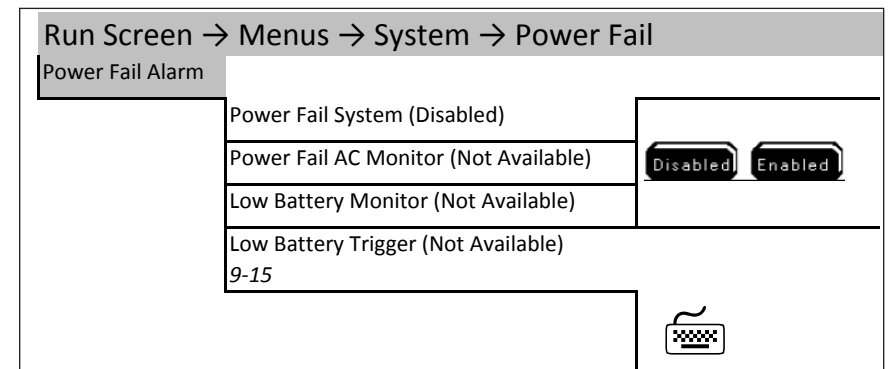 Run Screen → Menus → System → Power Fail
Power Fail Alarm
Power Fail System (Disabled)
Power Fail AC Monitor (Not Available)
Disabled Enabled
Low Battery Monitor (Not Available)
Low Battery Trigger (Not Available)
9-15